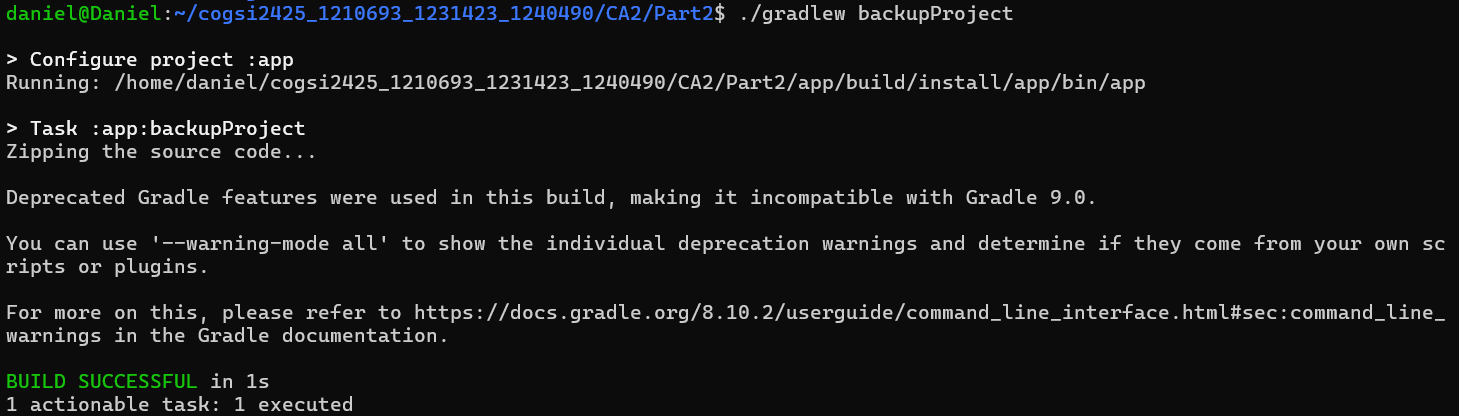 daniel@Daniel:~/cogsi2425_1210693_1231423_1240490/CA2/Part2$ ./gradlew backupProject
> Configure project :app
Running: /home/daniel/cogsi2425_1210693_1231423_1240490/CA2/Part2/app/build/install/app/bin/app
> Task :app:backupProject
Zipping the source code...
Deprecated Gradle features were used in this build, making it incompatible with Gradle 9.0.
You can use '--warning-mode all' to show the individual deprecation warnings and determine if they come from your own sc
ripts or plugins.
For more on this, please refer to https://docs.gradle.org/8.10.2/userguide/command_line_interface.html#sec:command_line_
warnings in the Gradle documentation.
BUILD SUCCESSFUL in 1s
1 actionable task: 1 executed